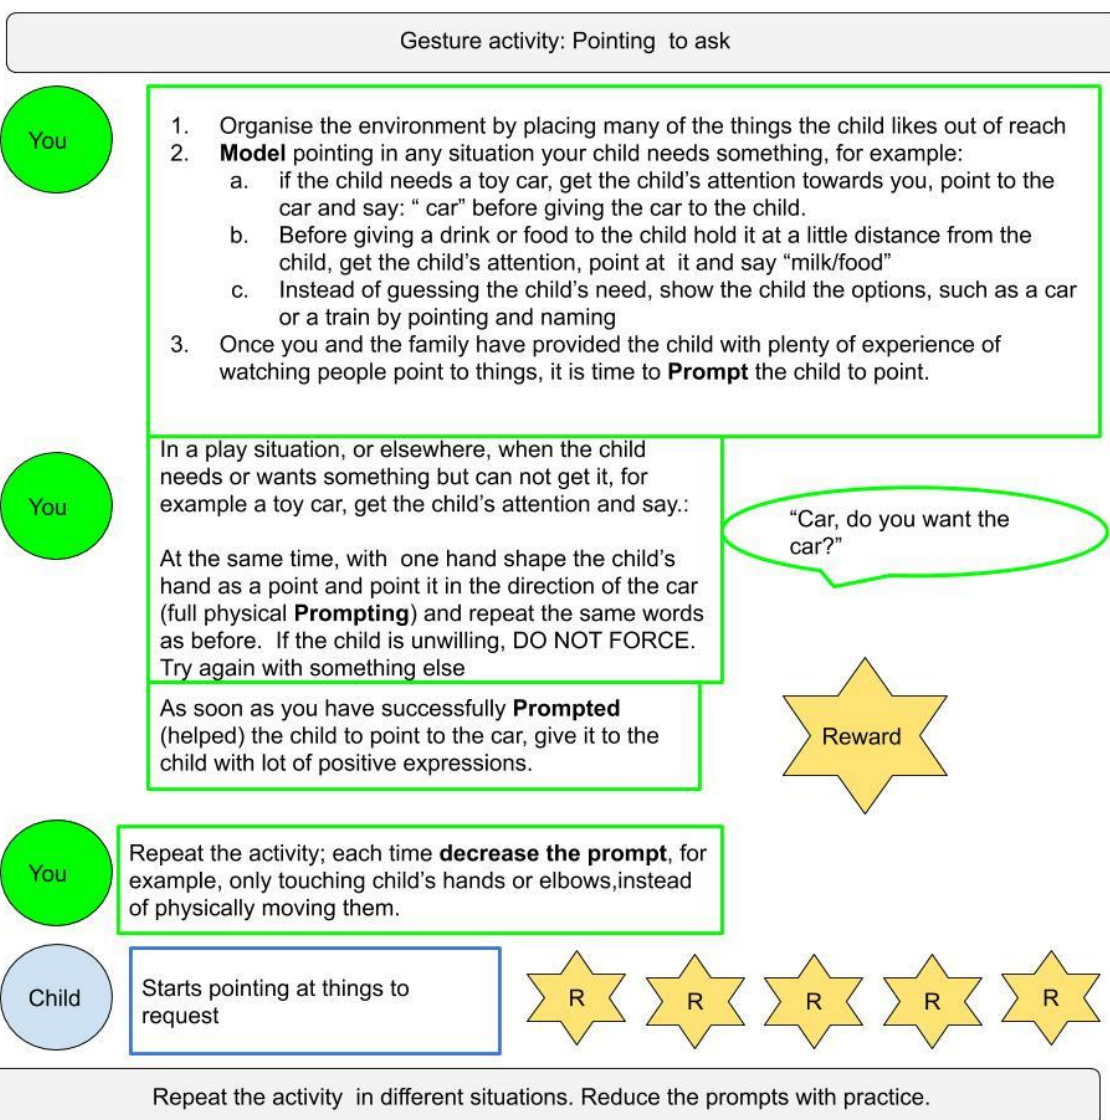 Gesture activity: Pointing  to ask
You
1. Organise the environment by placing many of the things the child likes out of reach
2. Model pointing in any situation your child needs something, for example:
a. if the child needs a toy car, get the child's attention towards you, point to the
car and say: “ car” before giving the car to the child.
b. Before giving a drink or food to the child hold it at a little distance from the
child, get the child's attention, point at  it and say “milk/food”
c. Instead of guessing the child's need, show the child the options, such as a car
or a train by pointing and naming
3. Once you and the family have provided the child with plenty of experience of
watching people point to things, it is time to Prompt the child to point.
You
In a play situation, or elsewhere, when the child
needs or wants something but can not get it, for
example a toy car, get the child's attention and say.:
“Car, do you want the
car?”
At the same time, with  one hand shape the child's
hand as a point and point it in the direction of the car
(full physical Prompting) and repeat the same words
as before.  If the child is unwilling, DO NOT FORCE.
Try again with something else
As soon as you have successfully Prompted
(helped) the child to point to the car, give it to the
child with lot of positive expressions.
Reward
You
Repeat the activity; each time decrease the prompt, for
example, only touching child's hands or elbows,instead
of physically moving them.
Child
Starts pointing at things to
request
R R R R R
Repeat the activity  in different situations. Reduce the prompts with practice.